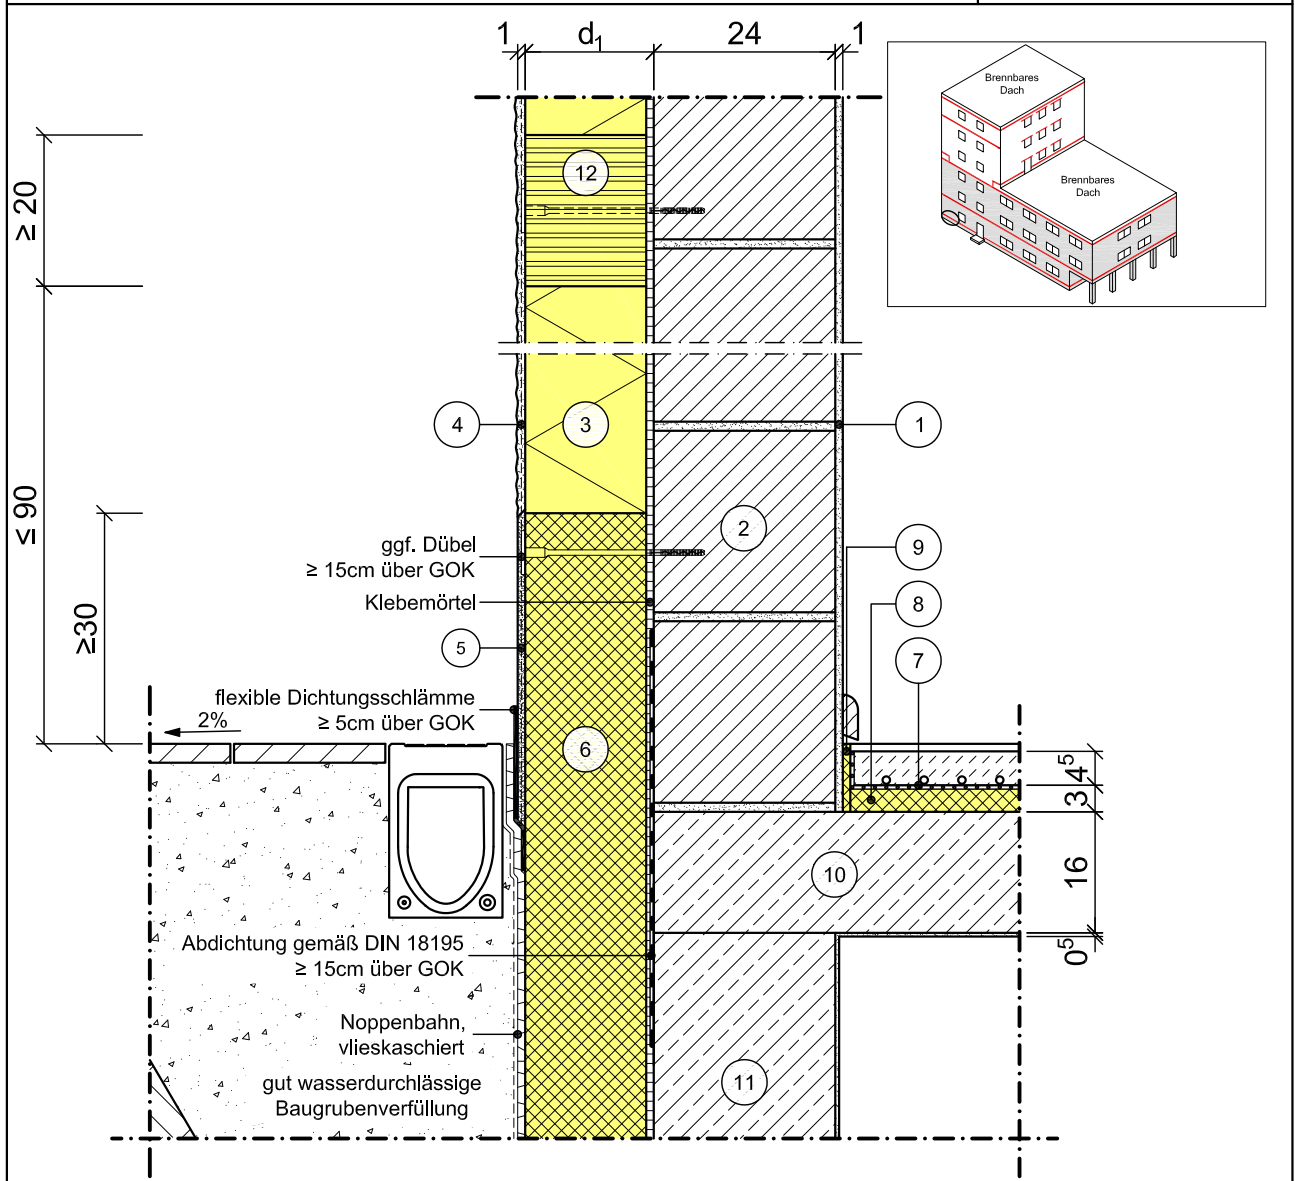 1 d₁ 24 1
Brennbares
Dach
Brennbares
Dach
≥ 20
≤ 90
≥30
12
4
3
1
2
9
8
7
ggf. Dübel
≥ 15cm über GOK
Klebemörtel
5
flexible Dichtungsschlämme
≥ 5cm über GOK
2%
6
4⁵
3
16
0⁵
10
Abdichtung gemäß DIN 18195
≥ 15cm über GOK
Noppenbahn,
vlieskaschiert
gut wasserdurchlässige
Baugrubenverfüllung
11